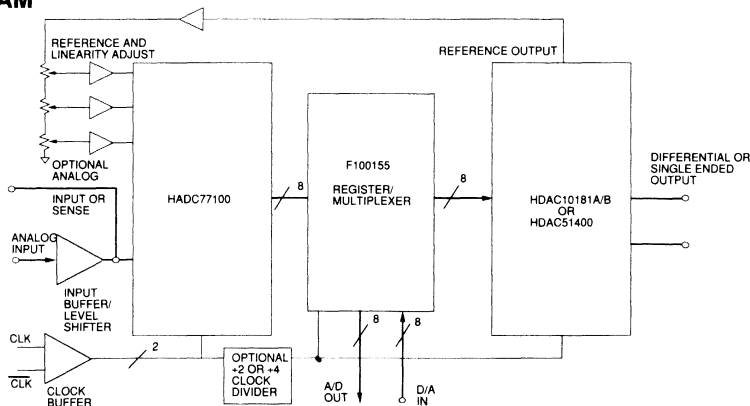 AM
REFERENCE AND
LINEARITY ADJUST
REFERENCE OUTPUT
OPTIONAL
ANALOG
INPUT OR
SENSE
ANALOG
INPUT
INPUT
BUFFER/
LEVEL
SHIFTER
CLK
CLK
CLOCK
BUFFER
HADC77100
2
OPTIONAL
+2 OR +4
CLOCK
DIVIDER
8
F100155
REGISTER/
MULTIPLEXER
8
8
8
A/D
OUT
D/A
IN
HDAC10181A/B
OR
HDAC51400
DIFFERENTIAL OR
SINGLE ENDED
OUTPUT